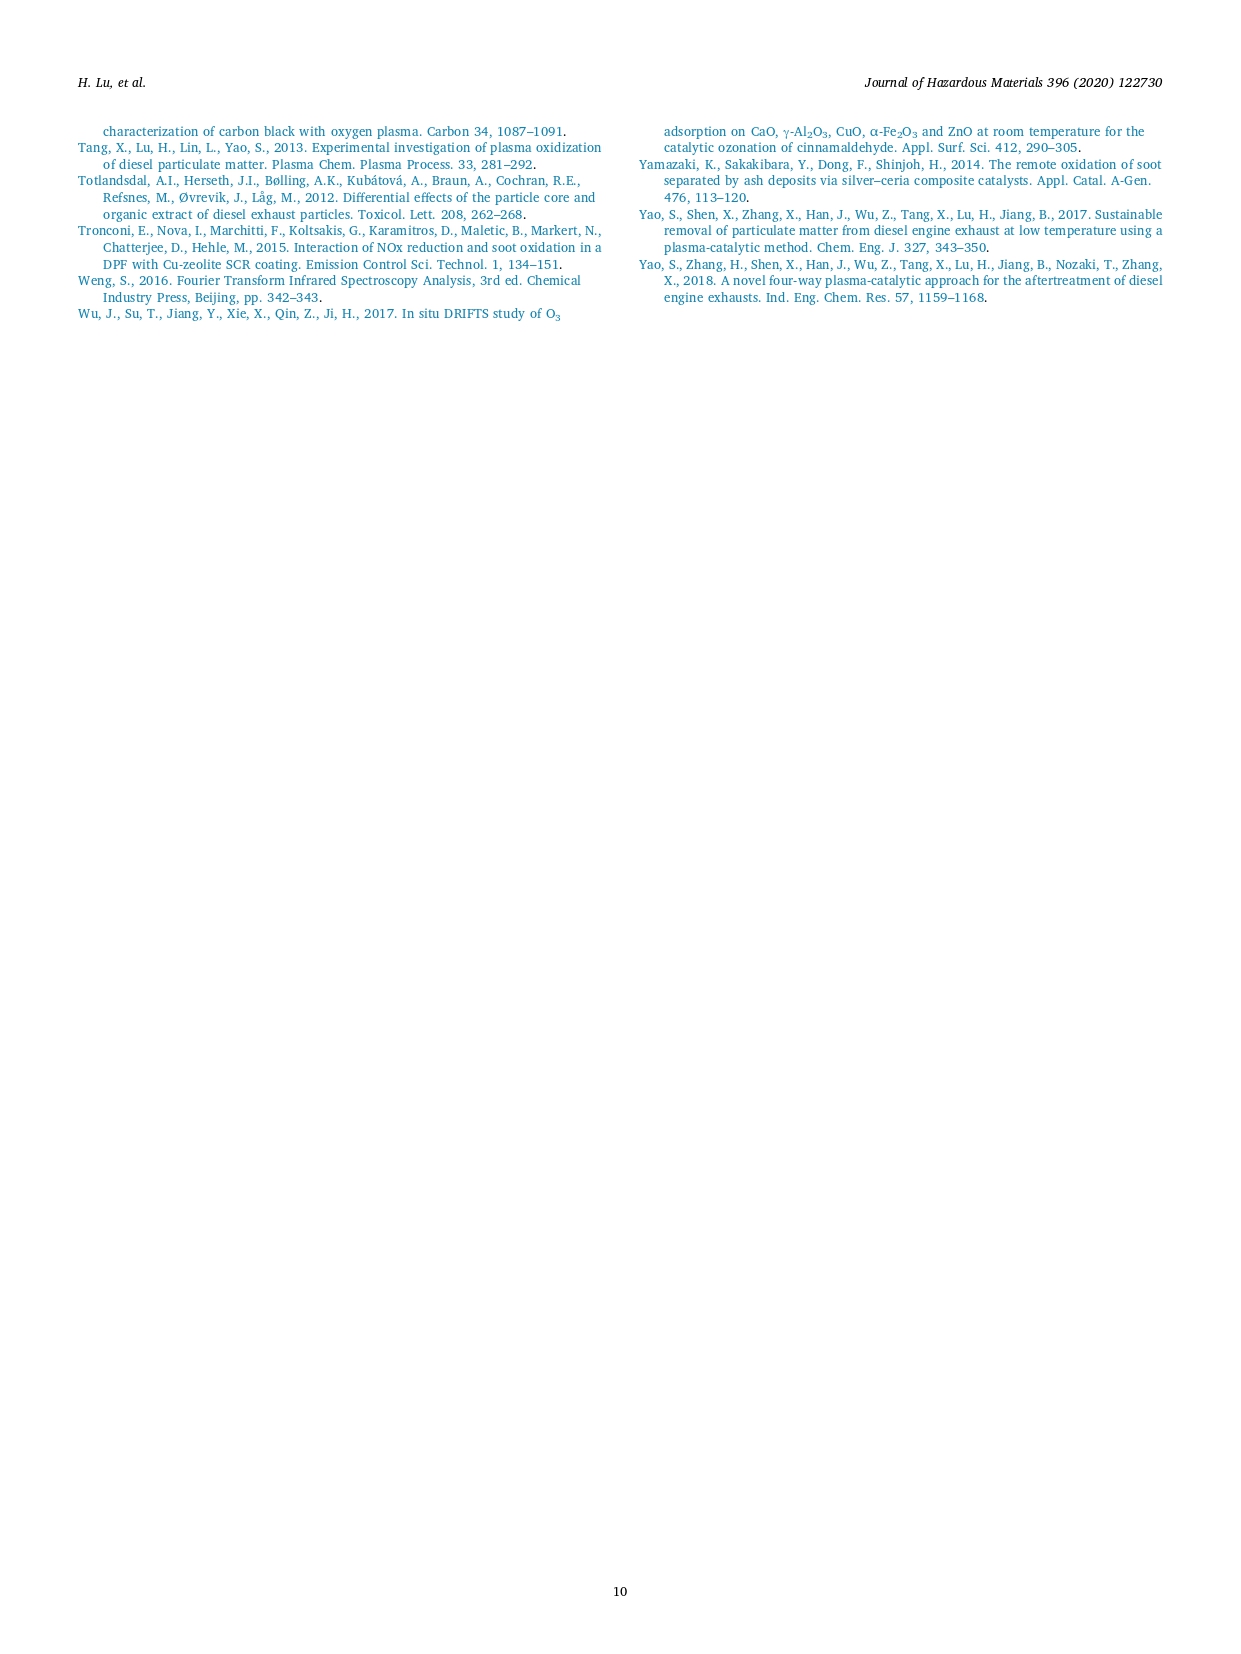 H. Lu, et al.
Journal of Hazardous Materials 396 (2020) 122730
characterization of carbon black with oxygen plasma. Carbon 34, 1087–1091.
Tang, X., Lu, H., Lin, L., Yao, S., 2013. Experimental investigation of plasma oxidization
of diesel particulate matter. Plasma Chem. Plasma Process. 33, 281–292.
Totlandsdal, A.I., Herseth, J.I., Bølling, A.K., Kubátová, A., Braun, A., Cochran, R.E.,
Refsnes, M., Øvrevik, J., Låg, M., 2012. Differential effects of the particle core and
organic extract of diesel exhaust particles. Toxicol. Lett. 208, 262–268.
Tronconi, E., Nova, I., Marchitti, F., Koltsakis, G., Karamitros, D., Maletic, B., Markert, N.,
Chatterjee, D., Hehle, M., 2015. Interaction of NOx reduction and soot oxidation in a
DPF with Cu-zeolite SCR coating. Emission Control Sci. Technol. 1, 134–151.
Weng, S., 2016. Fourier Transform Infrared Spectroscopy Analysis, 3rd ed. Chemical
Industry Press, Beijing, pp. 342–343.
Wu, J., Su, T., Jiang, Y., Xie, X., Qin, Z., Ji, H., 2017. In situ DRIFTS study of O₃
adsorption on CaO, γ-Al₂O₃, CuO, α-Fe₂O₃ and ZnO at room temperature for the
catalytic ozonation of cinnamaldehyde. Appl. Surf. Sci. 412, 290–305.
Yamazaki, K., Sakakibara, Y., Dong, F., Shinjoh, H., 2014. The remote oxidation of soot
separated by ash deposits via silver–ceria composite catalysts. Appl. Catal. A-Gen.
476, 113–120.
Yao, S., Shen, X., Zhang, X., Han, J., Wu, Z., Tang, X., Lu, H., Jiang, B., 2017. Sustainable
removal of particulate matter from diesel engine exhaust at low temperature using a
plasma-catalytic method. Chem. Eng. J. 327, 343–350.
Yao, S., Zhang, H., Shen, X., Han, J., Wu, Z., Tang, X., Lu, H., Jiang, B., Nozaki, T., Zhang,
X., 2018. A novel four-way plasma-catalytic approach for the aftertreatment of diesel
engine exhausts. Ind. Eng. Chem. Res. 57, 1159–1168.
10